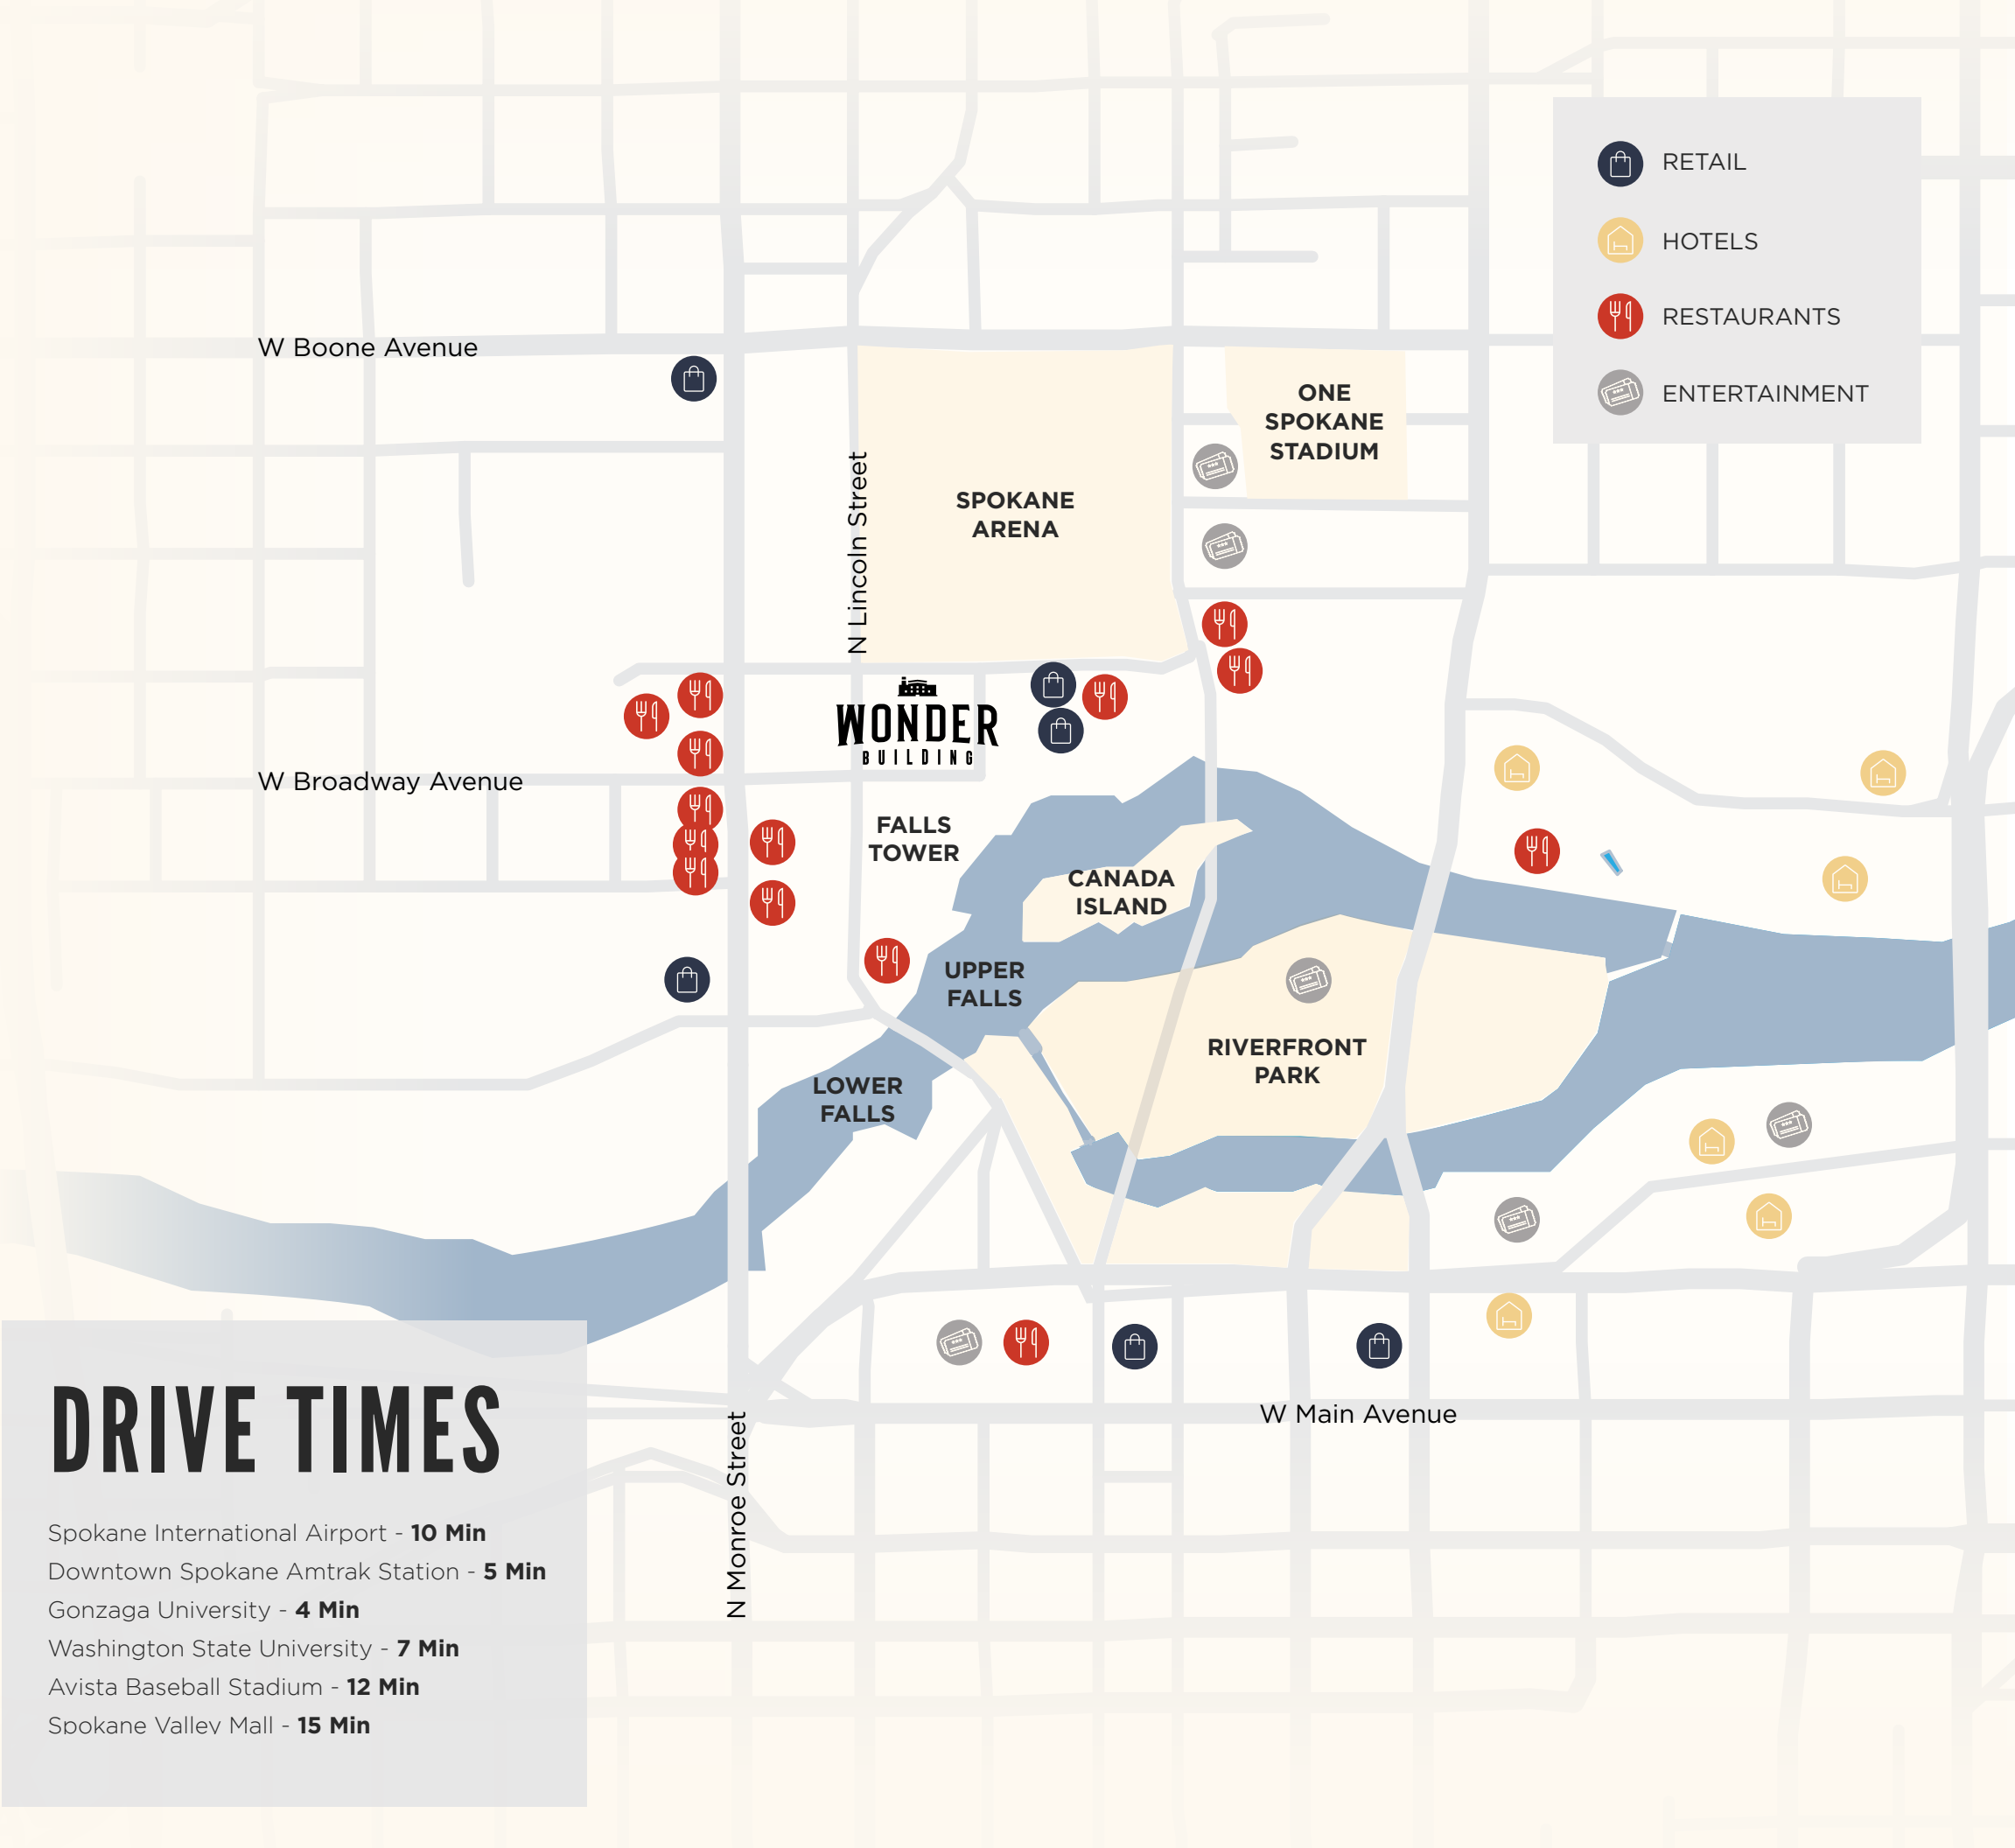 RETAIL
HOTELS
RESTAURANTS
ENTERTAINMENT
W Boone Avenue
ONE
SPOKANE
STADIUM
N Lincoln Street
SPOKANE
ARENA
WONDER
BUILDING
W Broadway Avenue
FALLS
TOWER
CANADA
ISLAND
UPPER
FALLS
RIVERFRONT
PARK
LOWER
FALLS
W Main Avenue
N Monroe Street
DRIVE TIMES
Spokane International Airport - 10 Min
Downtown Spokane Amtrak Station - 5 Min
Gonzaga University - 4 Min
Washington State University - 7 Min
Avista Baseball Stadium - 12 Min
Spokane Valley Mall - 15 Min